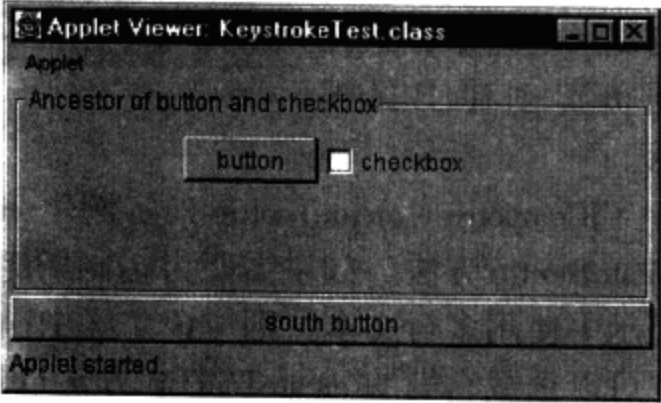 Applet Viewer: KeystrokeTest.class
Applet
Ancestor of button and checkbox
button checkbox
south button
Applet started.